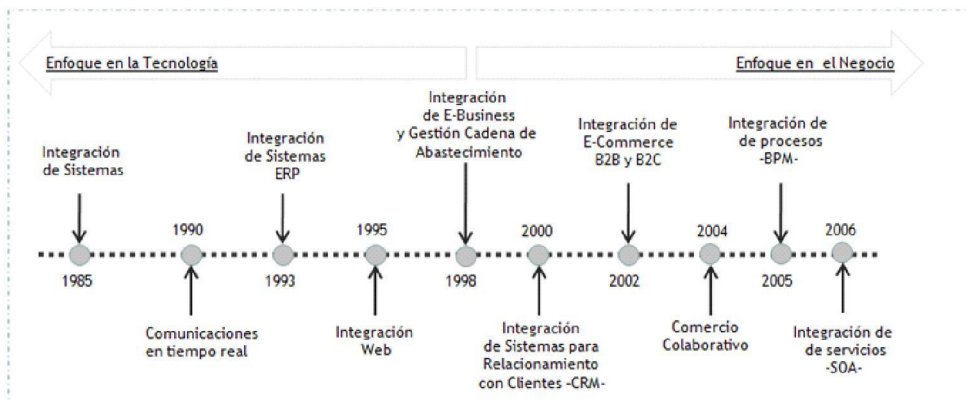 Enfoque en la Tecnología
Enfoque en el Negocio
Integración
de Sistemas
1985
1990
Comunicaciones
en tiempo real
Integración
de Sistemas
ERP
1993
1995
Integración
Web
Integración
de E-Business
y Gestión Cadena de
Abastecimiento
1998
2000
Integración
de Sistemas para
Relacionamiento
con Clientes -CRM-
Integración de
E-Commerce
B2B y B2C
2002
2004
Comercio
Colaborativo
Integración de
de procesos
-BPM-
2005
2006
Integración de
de servicios
-SOA-